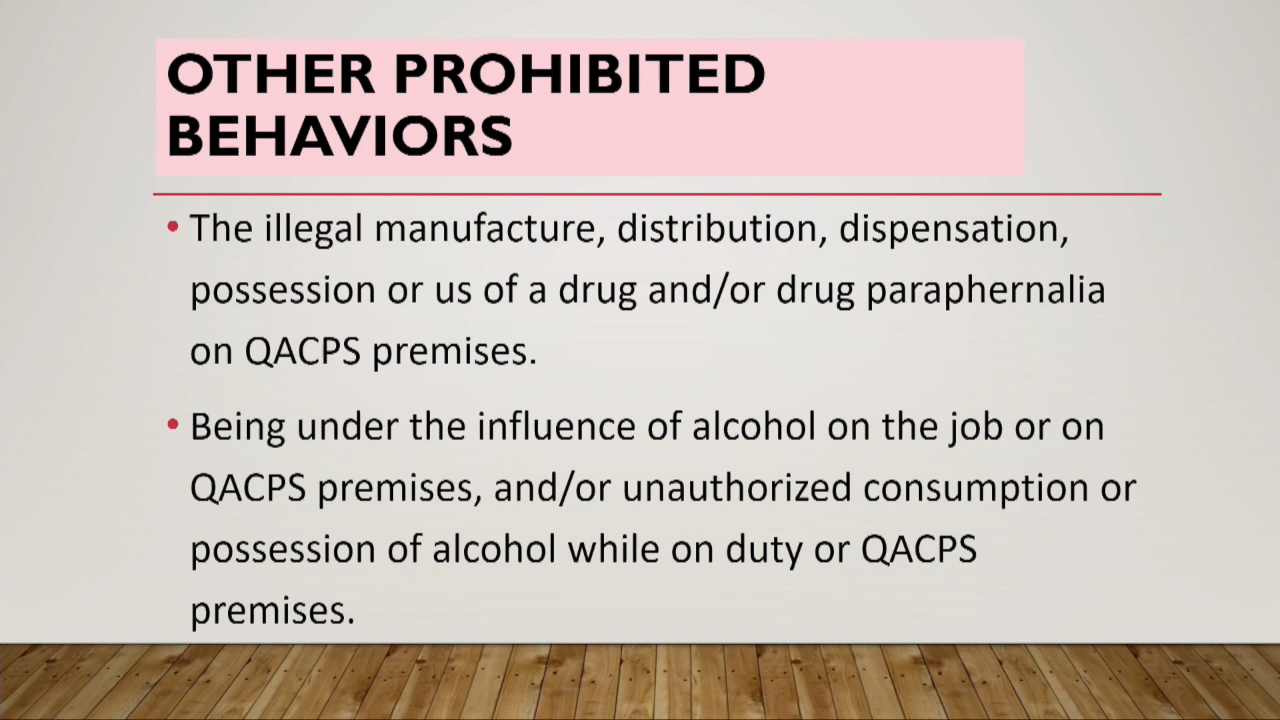 OTHER PROHIBITED
BEHAVIORS
• The illegal manufacture, distribution, dispensation,
possession or us of a drug and/or drug paraphernalia
on QACPS premises.
• Being under the influence of alcohol on the job or on
QACPS premises, and/or unauthorized consumption or
possession of alcohol while on duty or QACPS
premises.